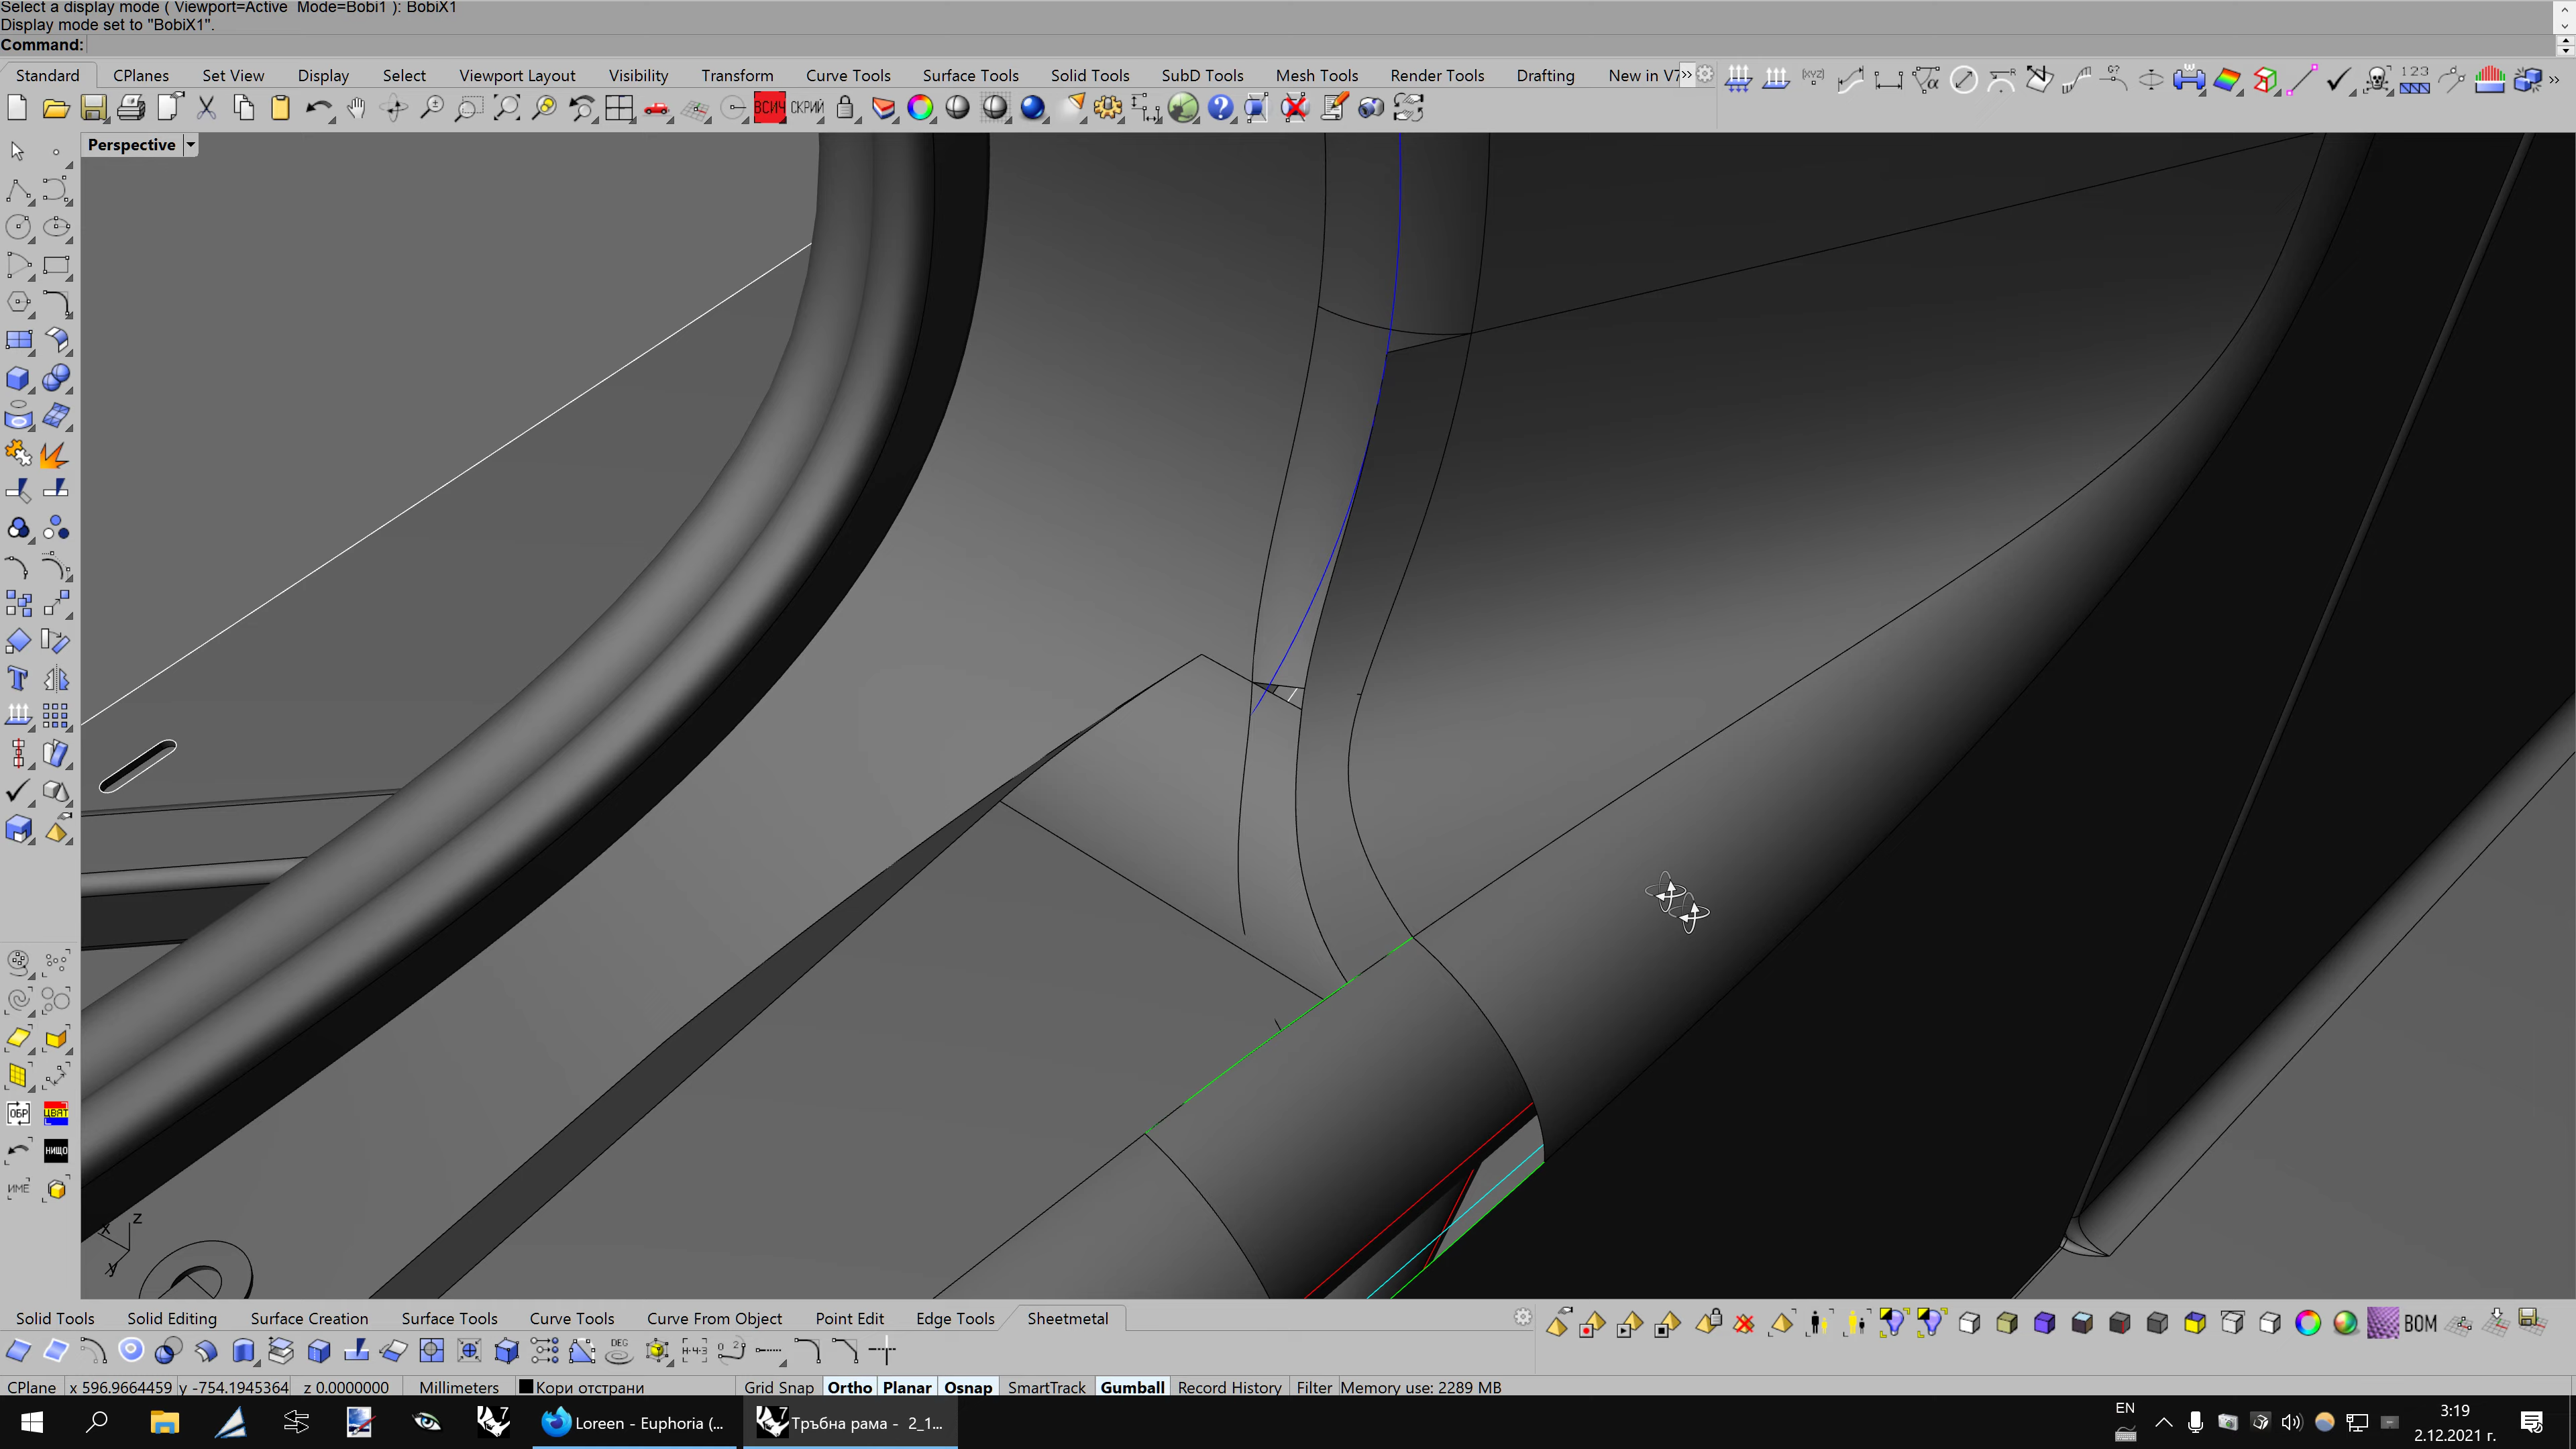 Select a display mode ( Viewport=Active  Mode=Bobi1 ): BobiX1
Display mode set to "BobiX1".
Command:
Standard CPlanes Set View Display Select Viewport Layout Visibility Transform Curve Tools Surface Tools Solid Tools SubD Tools Mesh Tools Render Tools Drafting New in V7
ВСИЧ СКРИЙ
Perspective
ОБР ЦВЯТ
НИЩО
ИМЕ
z
x
y
Solid Tools Solid Editing Surface Creation Surface Tools Curve Tools Curve From Object Point Edit Edge Tools Sheetmetal
BOM
DEG
CPlane x 596.9664459 y -754.1945364 z 0.0000000 Millimeters Кори отстрани Grid Snap Ortho Planar Osnap SmartTrack Gumball Record History Filter Memory use: 2289 MB
Loreen - Euphoria (... Тръбна рама - 2_1...
EN
3:19
2.12.2021 г.